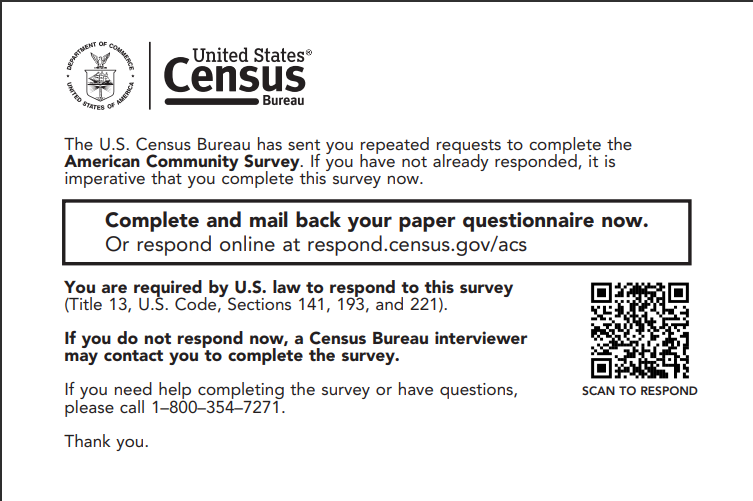 DEPARTMENT OF COMMERCE
UNITED STATES OF AMERICA
United States®
Census
Bureau
The U.S. Census Bureau has sent you repeated requests to complete the
American Community Survey. If you have not already responded, it is
imperative that you complete this survey now.
Complete and mail back your paper questionnaire now.
Or respond online at respond.census.gov/acs
You are required by U.S. law to respond to this survey
(Title 13, U.S. Code, Sections 141, 193, and 221).
If you do not respond now, a Census Bureau interviewer
may contact you to complete the survey.
If you need help completing the survey or have questions,
please call 1–800–354–7271.
Thank you.
SCAN TO RESPOND